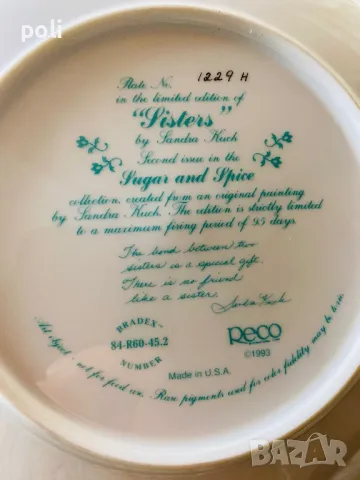 poli
Plate No. 1229 H
in the limited edition of
"Sisters"
by Sandra Kuck
Second issue in the
Sugar and Spice
collection, created from an original painting
by Sandra Kuck. The edition is strictly limited
to a maximum firing period of 95 days.
The bond between two
sisters is a special gift.
There is no friend
like a sister.
Sandra Kuck
BRADEX™
84-R60-45.2
NUMBER
Reco
©1993
Made in U.S.A.
Art object - not for food use. Rare pigments used for color fidelity may be toxic.
BAZAR